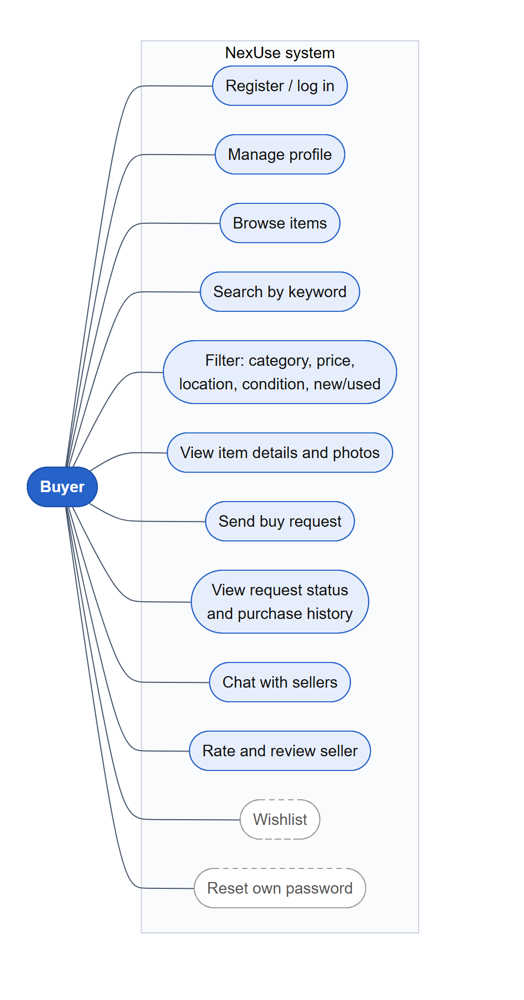 NexUse system
Register / log in
Manage profile
Browse items
Search by keyword
Filter: category, price,
location, condition, new/used
View item details and photos
Buyer
Send buy request
View request status
and purchase history
Chat with sellers
Rate and review seller
Wishlist
Reset own password